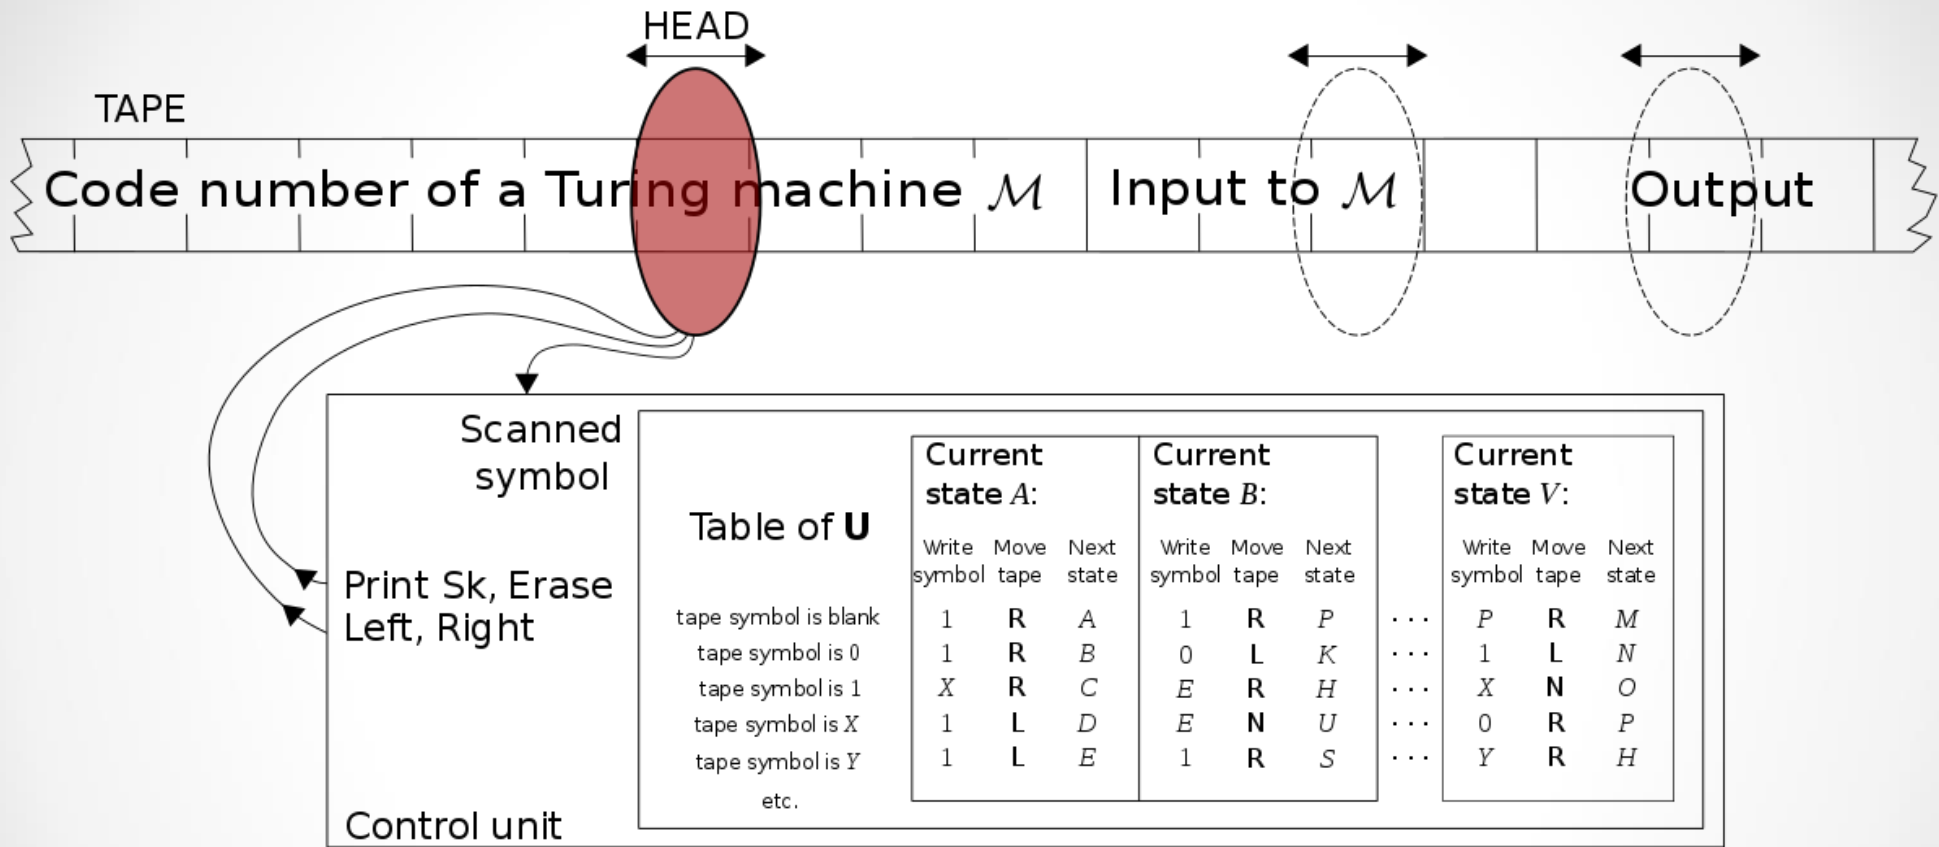 HEAD
TAPE
Code number of a Turing machine ℳ Input to ℳ Output
Scanned
symbol
Print Sk, Erase
Left, Right
Control unit
Table of U
Current
state A:
Current
state B:
Current
state V:
Write Move Next Write Move Next Write Move Next
symbol tape state symbol tape state symbol tape state
tape symbol is blank 1 R A 1 R P ··· P R M
tape symbol is 0 1 R B 0 L K ··· 1 L N
tape symbol is 1 X R C E R H ··· X N O
tape symbol is X 1 L D E N U ··· 0 R P
tape symbol is Y 1 L E 1 R S ··· Y R H
etc.